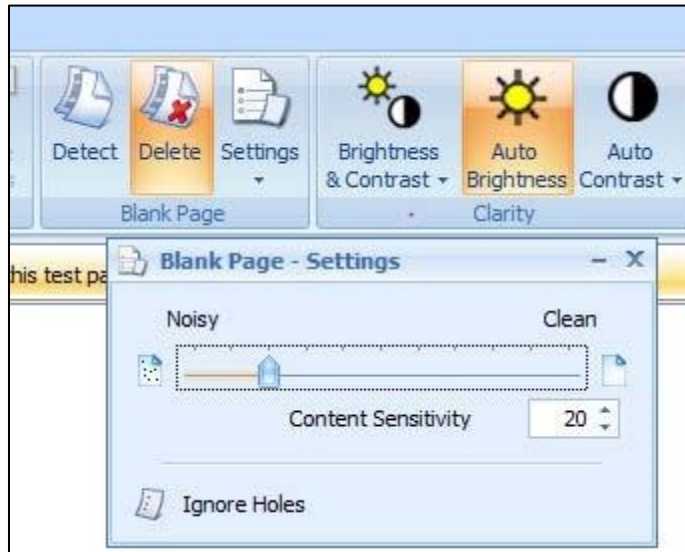 Detect Delete Settings Brightness Auto Auto
& Contrast Brightness Contrast
Blank Page Clarity
this test pa
Blank Page - Settings
Noisy Clean
Content Sensitivity 20
Ignore Holes